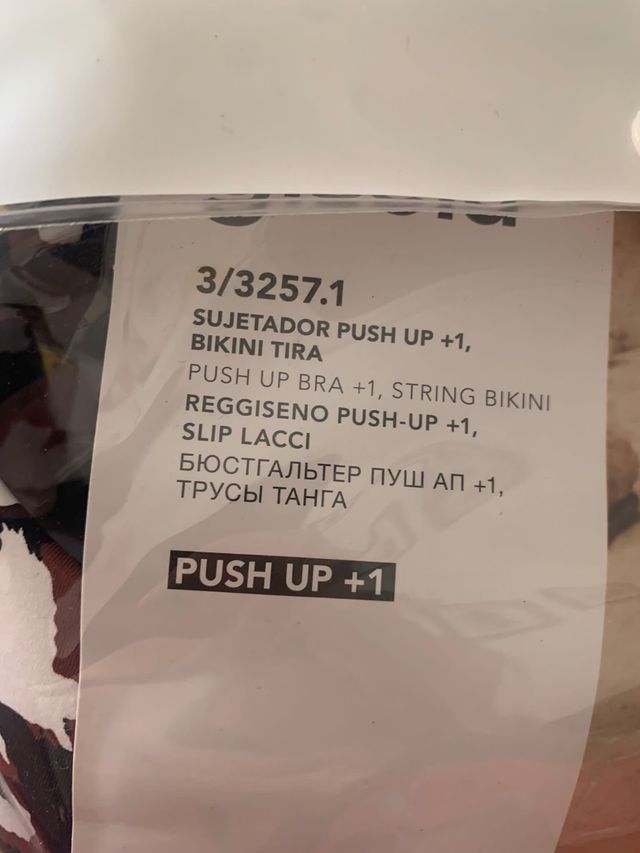 3/3257.1
SUJETADOR PUSH UP +1,
BIKINI TIRA
PUSH UP BRA +1, STRING BIKINI
REGGISENO PUSH-UP +1,
SLIP LACCI
БЮСТГАЛЬТЕР ПУШ АП +1,
ТРУСЫ ТАНГА
PUSH UP +1